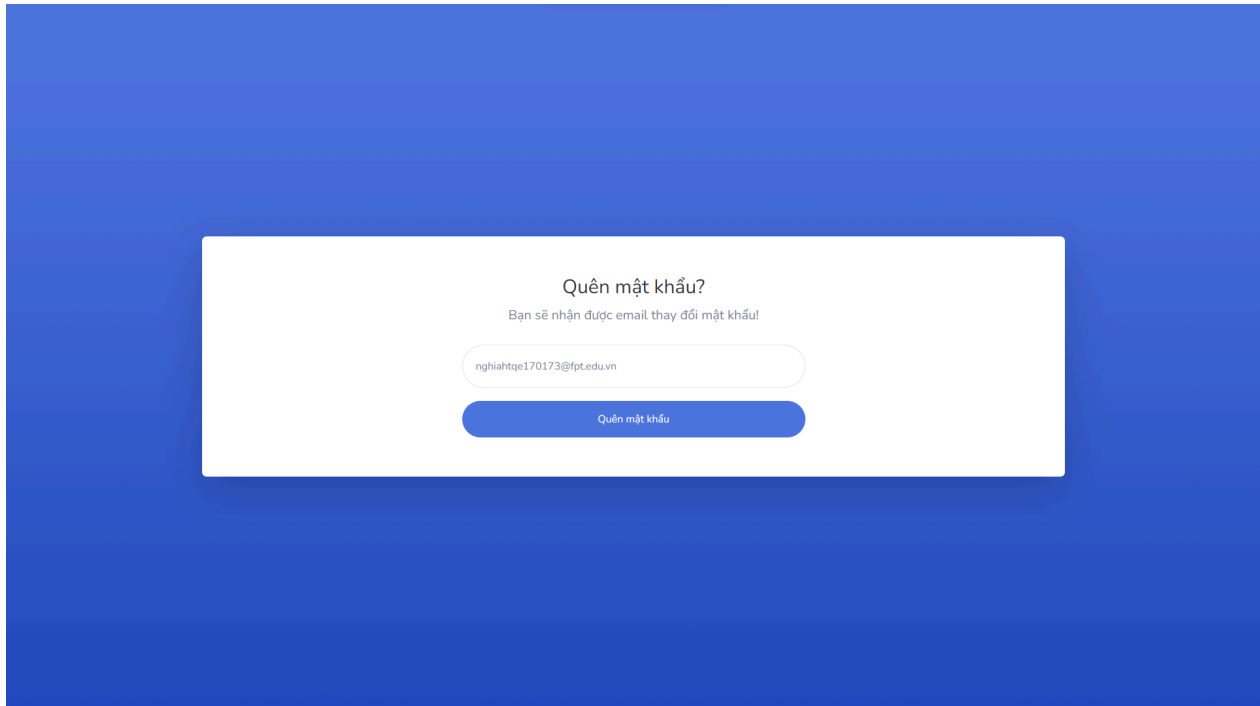 Quên mật khẩu?
Bạn sẽ nhận được email thay đổi mật khẩu!
nghiahtqe170173@fpt.edu.vn
Quên mật khẩu